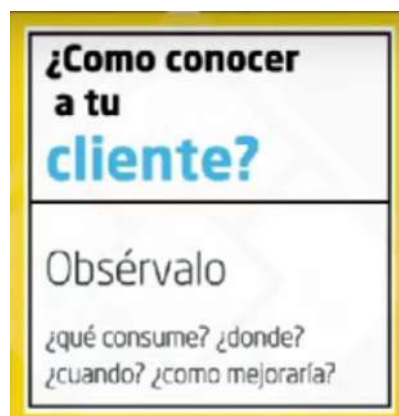 ¿Como conocer
a tu
cliente?
Obsérvalo
¿qué consume? ¿donde?
¿cuando? ¿como mejoraría?